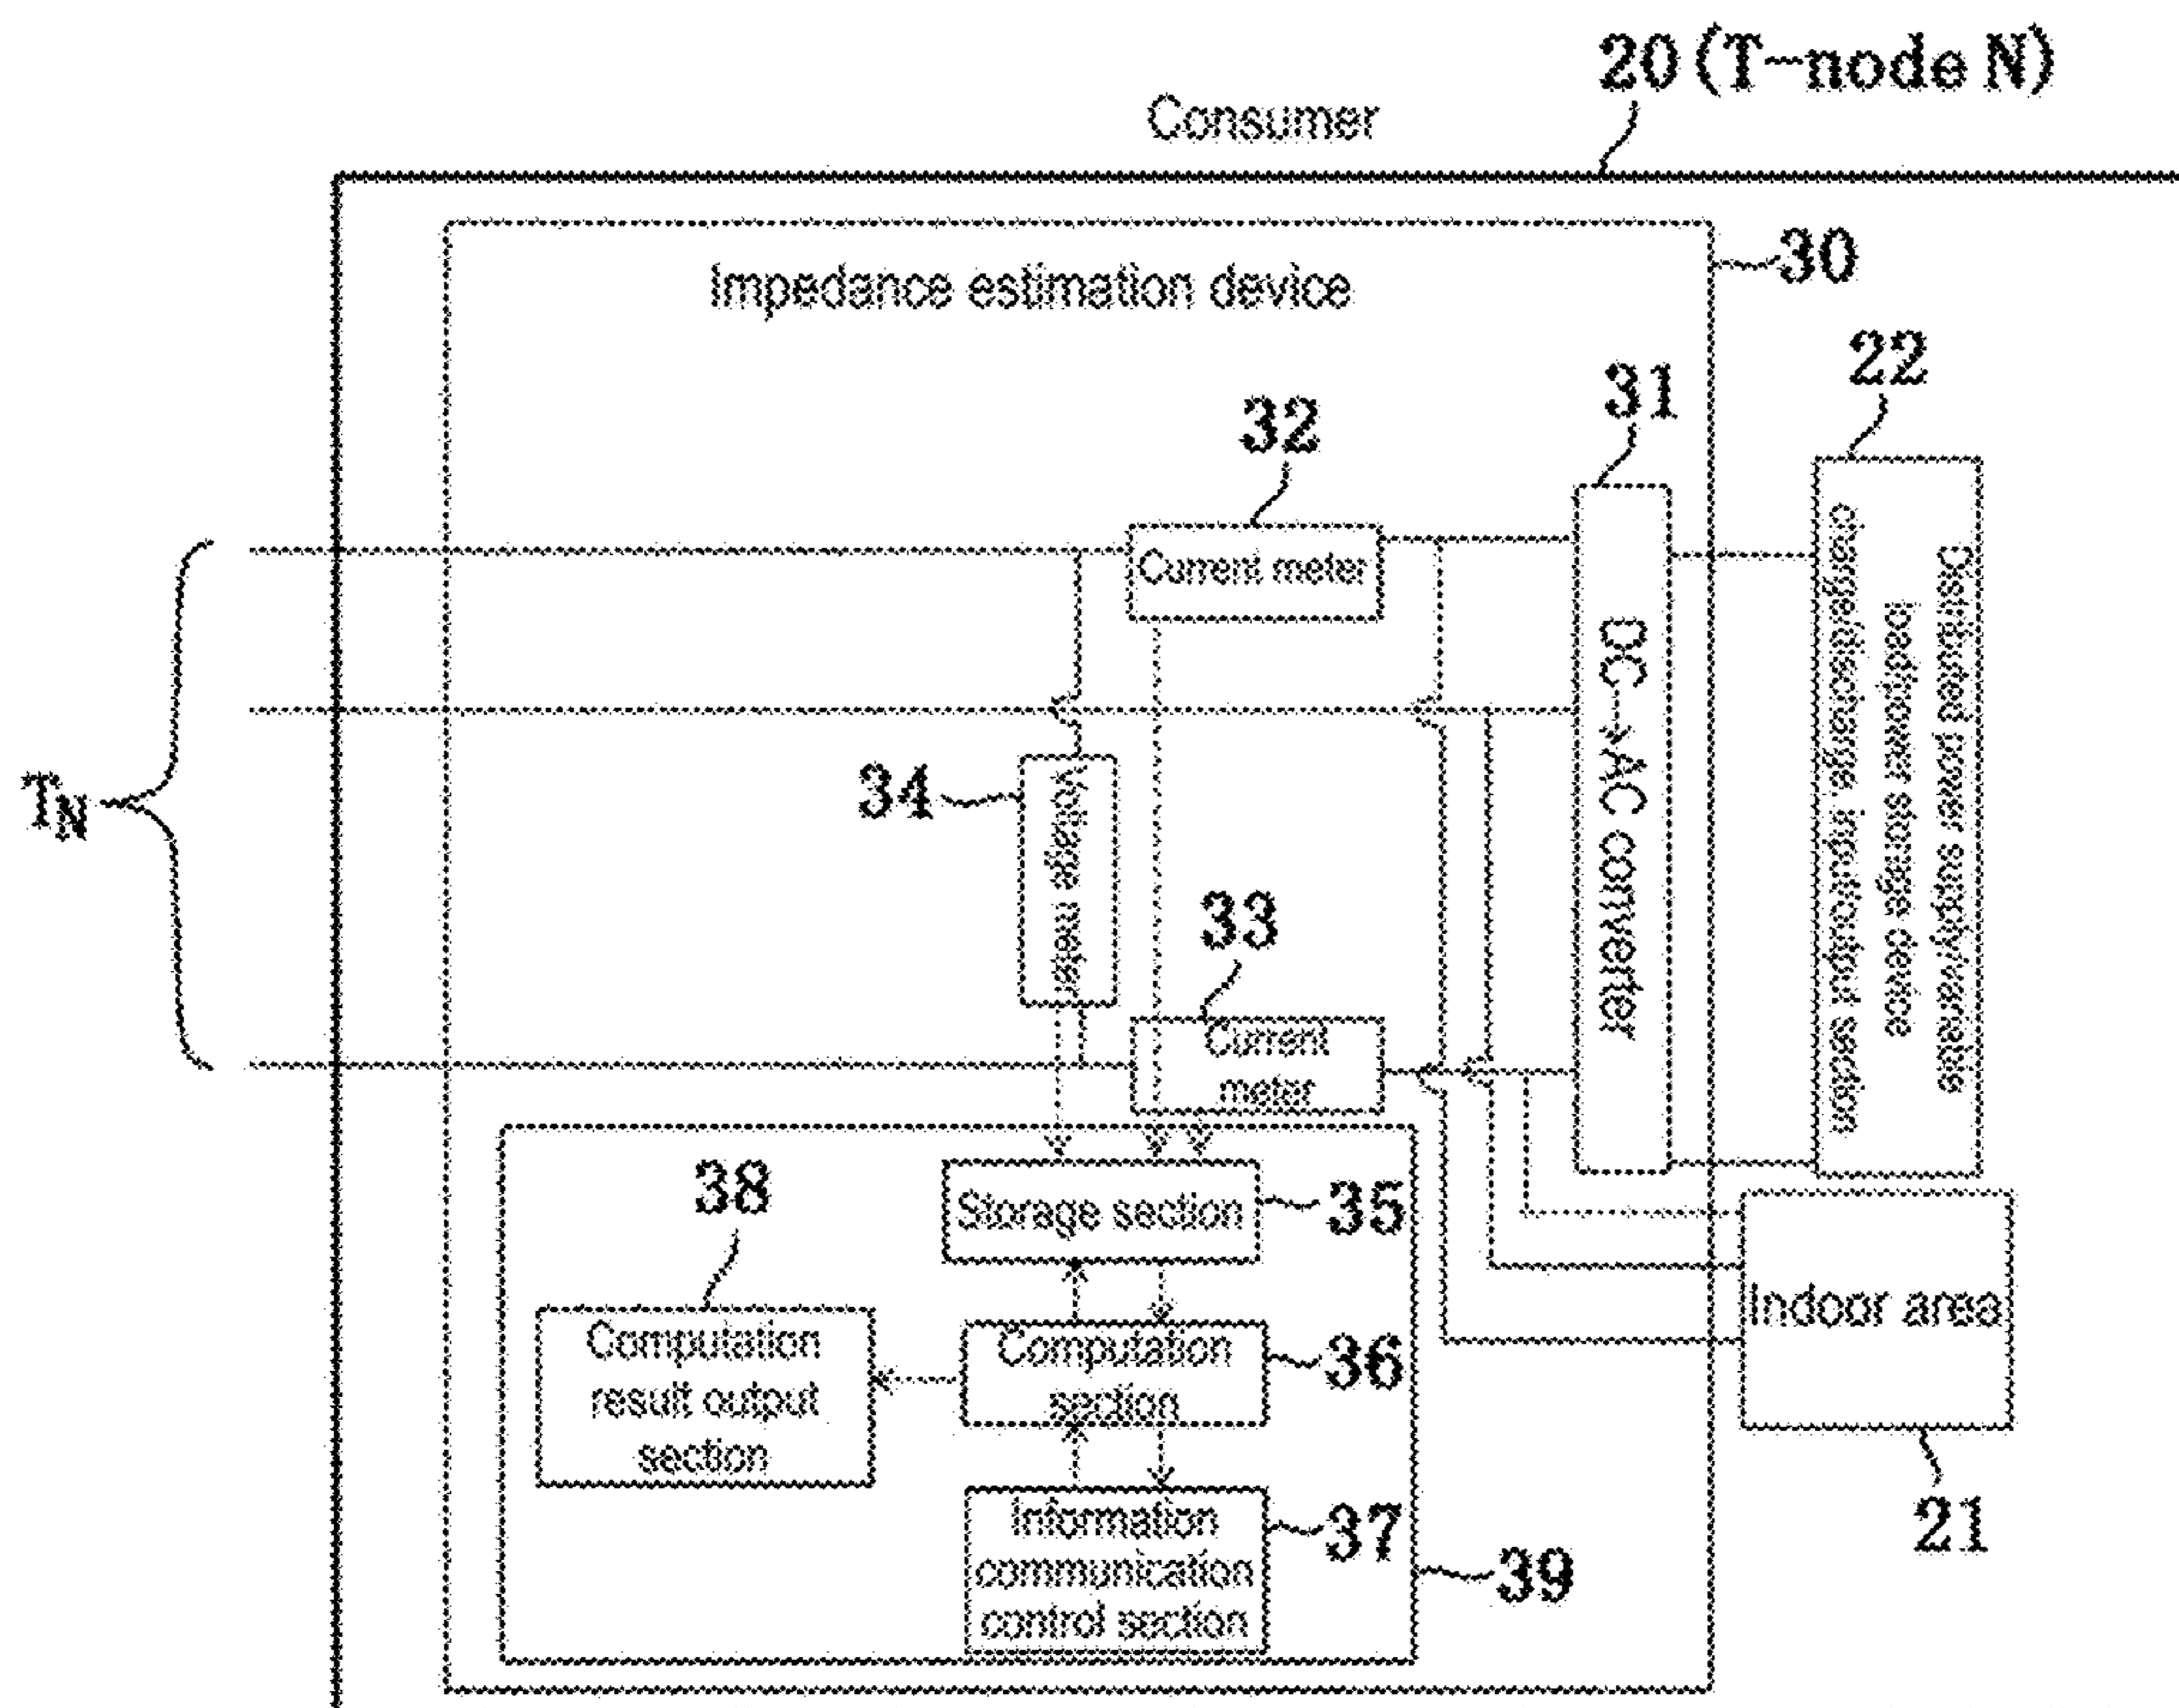 20 (T-node N)
Consumer
30
Impedance estimation device
22
31
32
Current meter
DC→AC converter
Distributed power supply/variable
load/power storage device
charge/discharge, input/output section
34
Voltage meter
TN
33
Current
meter
38
Storage section
35
Computation
result output
section
Computation
section
36
Indoor area
Information
communication
control section
37
39
21